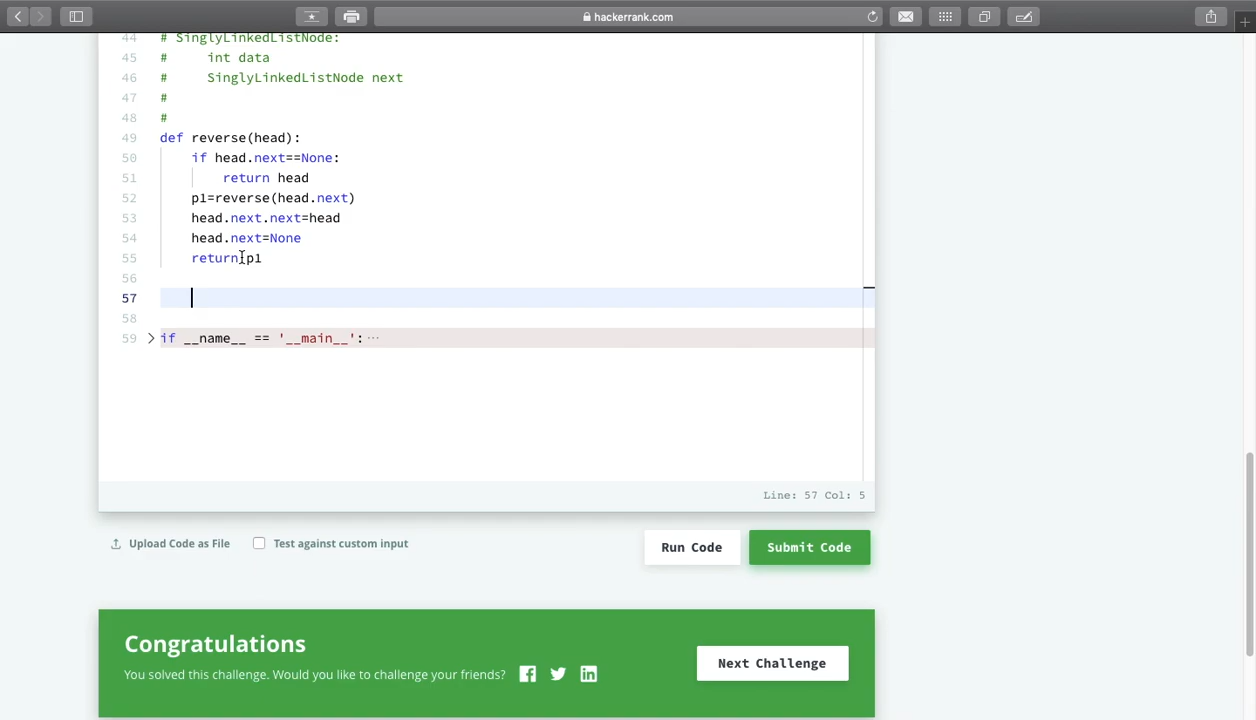 hackerrank.com
44 # SinglyLinkedListNode:
45 #     int data
46 #     SinglyLinkedListNode next
47 #
48 #
49 def reverse(head):
50     if head.next==None:
51         return head
52     p1=reverse(head.next)
53     head.next.next=head
54     head.next=None
55     return p1
56
57
58
59 if __name__ == '__main__':···
Line: 57 Col: 5
Upload Code as File Test against custom input Run Code Submit Code
Congratulations
You solved this challenge. Would you like to challenge your friends?
Next Challenge